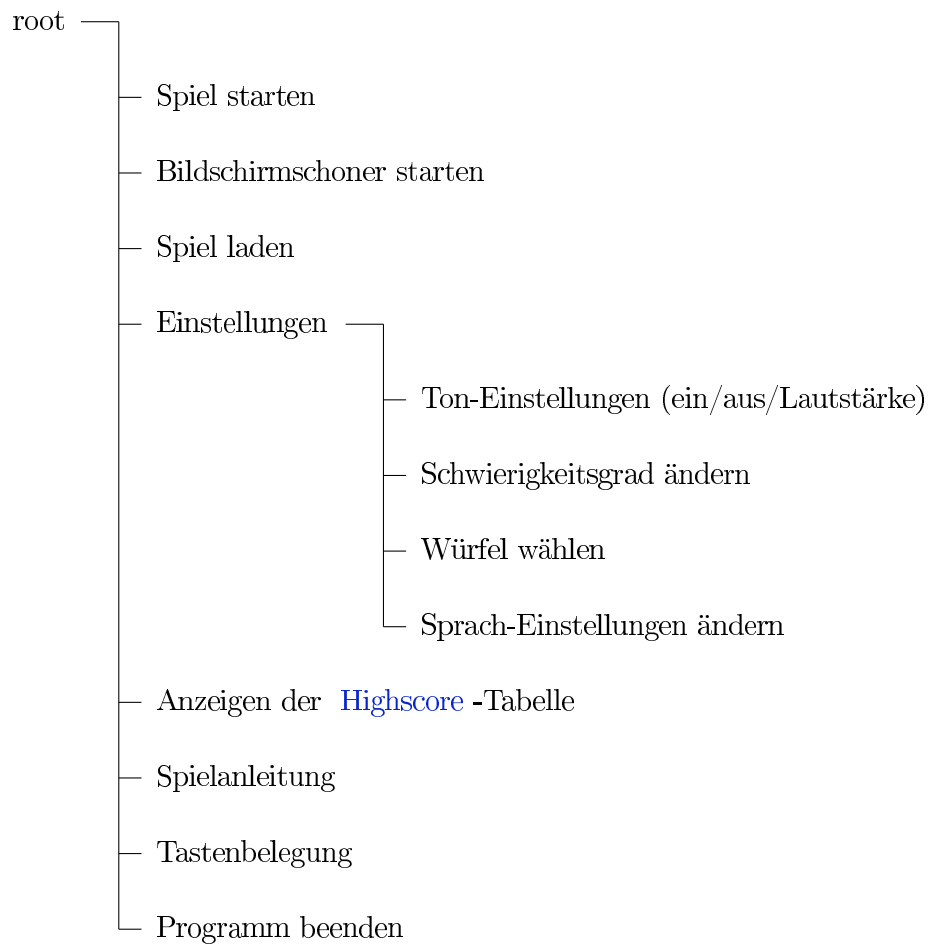 root
Spiel starten
Bildschirmschoner starten
Spiel laden
Einstellungen
Ton-Einstellungen (ein/aus/Lautstärke)
Schwierigkeitsgrad ändern
Würfel wählen
Sprach-Einstellungen ändern
Anzeigen der Highscore -Tabelle
Spielanleitung
Tastenbelegung
Programm beenden